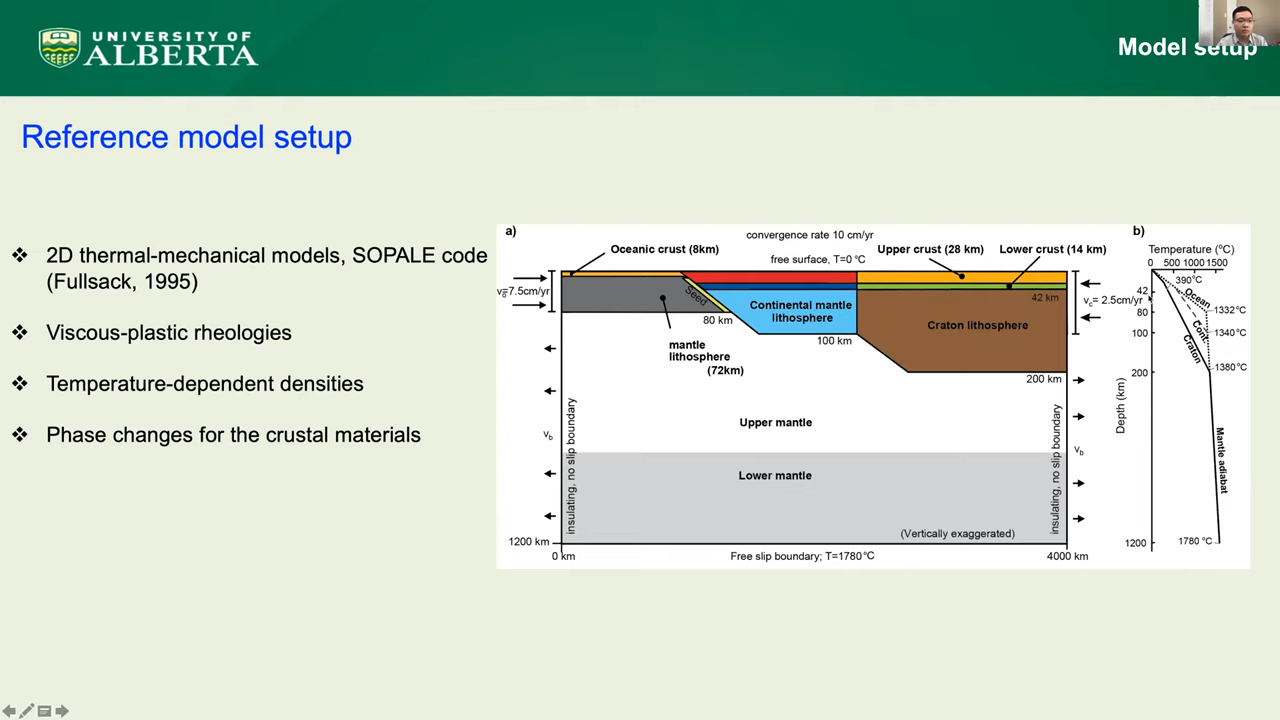 UNIVERSITY OF
ALBERTA
Model setup
Reference model setup
❖ 2D thermal-mechanical models, SOPALE code
(Fullsack, 1995)
❖ Viscous-plastic rheologies
❖ Temperature-dependent densities
❖ Phase changes for the crustal materials
a)
convergence rate 10 cm/yr
Oceanic crust (8km)
Upper crust (28 km)
Lower crust (14 km)
free surface, T=0 °C
=7.5cm/yr
Seed
Continental mantle
lithosphere
42 km
Craton lithosphere
vc= 2.5cm/yr
80 km
100 km
mantle
lithosphere
(72km)
200 km
Upper mantle
vb
insulating, no slip boundary
insulating, no slip boundary
vb
Lower mantle
(Vertically exaggerated)
1200 km
0 km
Free slip boundary; T=1780°C
4000 km
b)
Temperature (°C)
0 500 1000 1500
390°C
42
Ocean
80
1332°C
100
Cont.
1340°C
Craton
200
1380°C
Depth (km)
Mantle adiabat
1200
1780 °C